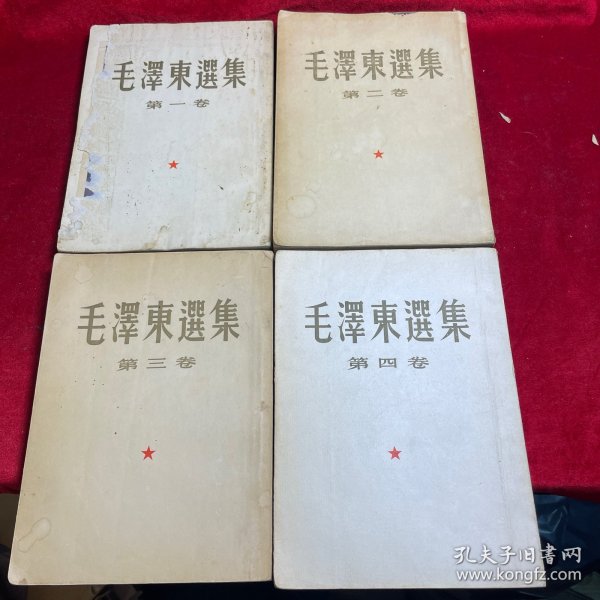 毛澤東選集
第一卷
毛澤東選集
第二卷
毛澤東選集
第三卷
毛澤東選集
第四卷
孔夫子旧书网
www.kongfz.com